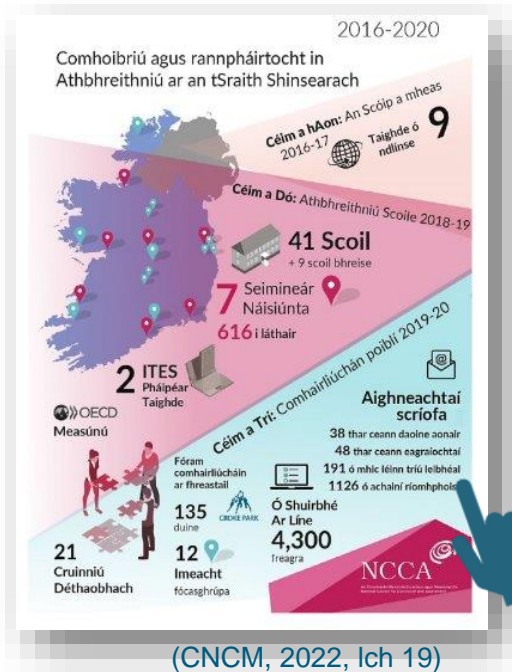 2016-2020
Comhoibriú agus rannpháirtocht in
Athbhreithniú ar an tSraith Shinsearach
Céim a hAon: An Scóip a mheas
2016-17
Taighde ó
ndlínse
9
Céim a Dó: Athbhreithniú Scoile 2018-19
41 Scoil
+ 9 scoil bhreise
7 Seimineár
Náisiúnta
616 i láthair
2 ITES
Pháipéar
Taighde
OECD
Measúnú
Céim a Trí: Comhairliúchán poiblí 2019-20
Aighneachtaí
scríofa
38 thar ceann daoine aonair
48 thar ceann eagraíochtaí
191 ó mhic léinn tríú leibhéal
1126 ó achainí ríomhphois
Fóram
comhairliúcháin
ar fhreastail
135
duine
CROKE PARK
Ó Shuirbhé
Ar Líne
4,300
freagra
21
Cruinniú
Déthaobhach
12
Imeacht
fócasghrúpa
NCCA
(CNCM, 2022, lch 19)